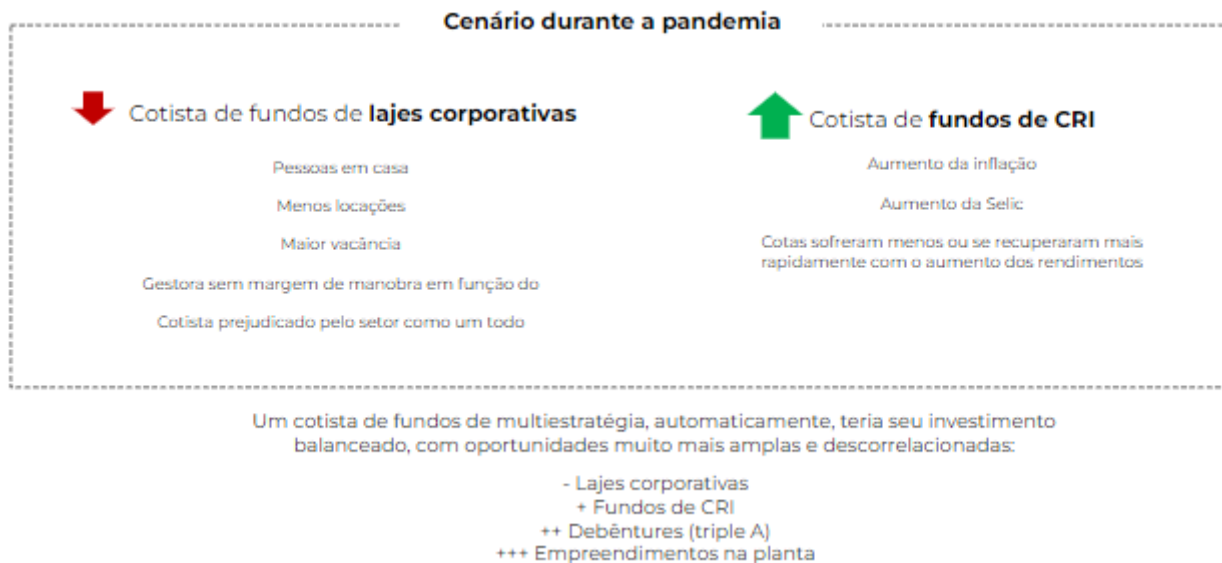 Cenário durante a pandemia
Cotista de fundos de lajes corporativas
Pessoas em casa
Menos locações
Maior vacância
Gestora sem margem de manobra em função do
Cotista prejudicado pelo setor como um todo
Cotista de fundos de CRI
Aumento da inflação
Aumento da Selic
Cotas sofreram menos ou se recuperaram mais
rapidamente com o aumento dos rendimentos
Um cotista de fundos de multiestratégia, automaticamente, teria seu investimento
balanceado, com oportunidades muito mais amplas e descorrelacionadas:
- Lajes corporativas
+ Fundos de CRI
++ Debêntures (triple A)
+++ Empreendimentos na planta